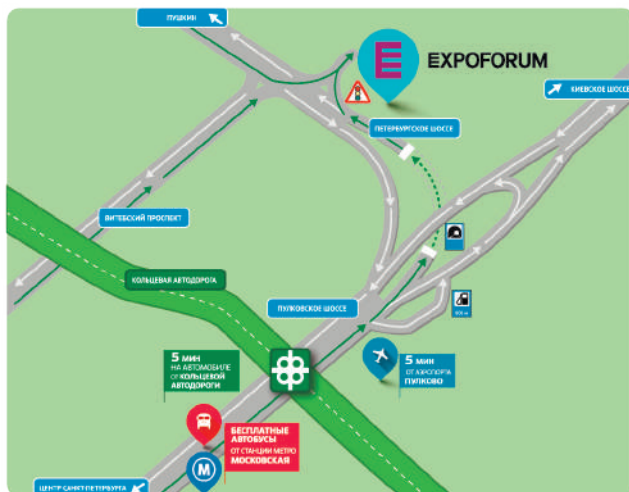 ПУШКИН
EXPOFORUM
КИЕВСКОЕ ШОССЕ
ПЕТЕРБУРГСКОЕ ШОССЕ
ВИТЕБСКИЙ ПРОСПЕКТ
КОЛЬЦЕВАЯ АВТОДОРОГА
ПУЛКОВСКОЕ ШОССЕ
5 МИН
НА АВТОМОБИЛЕ
ОТ КОЛЬЦЕВОЙ
АВТОДОРОГИ
5 МИН
ОТ АЭРОПОРТА
ПУЛКОВО
БЕСПЛАТНЫЕ
АВТОБУСЫ
ОТ СТАНЦИИ МЕТРО
МОСКОВСКАЯ
М
ЦЕНТР САНКТ-ПЕТЕРБУРГА